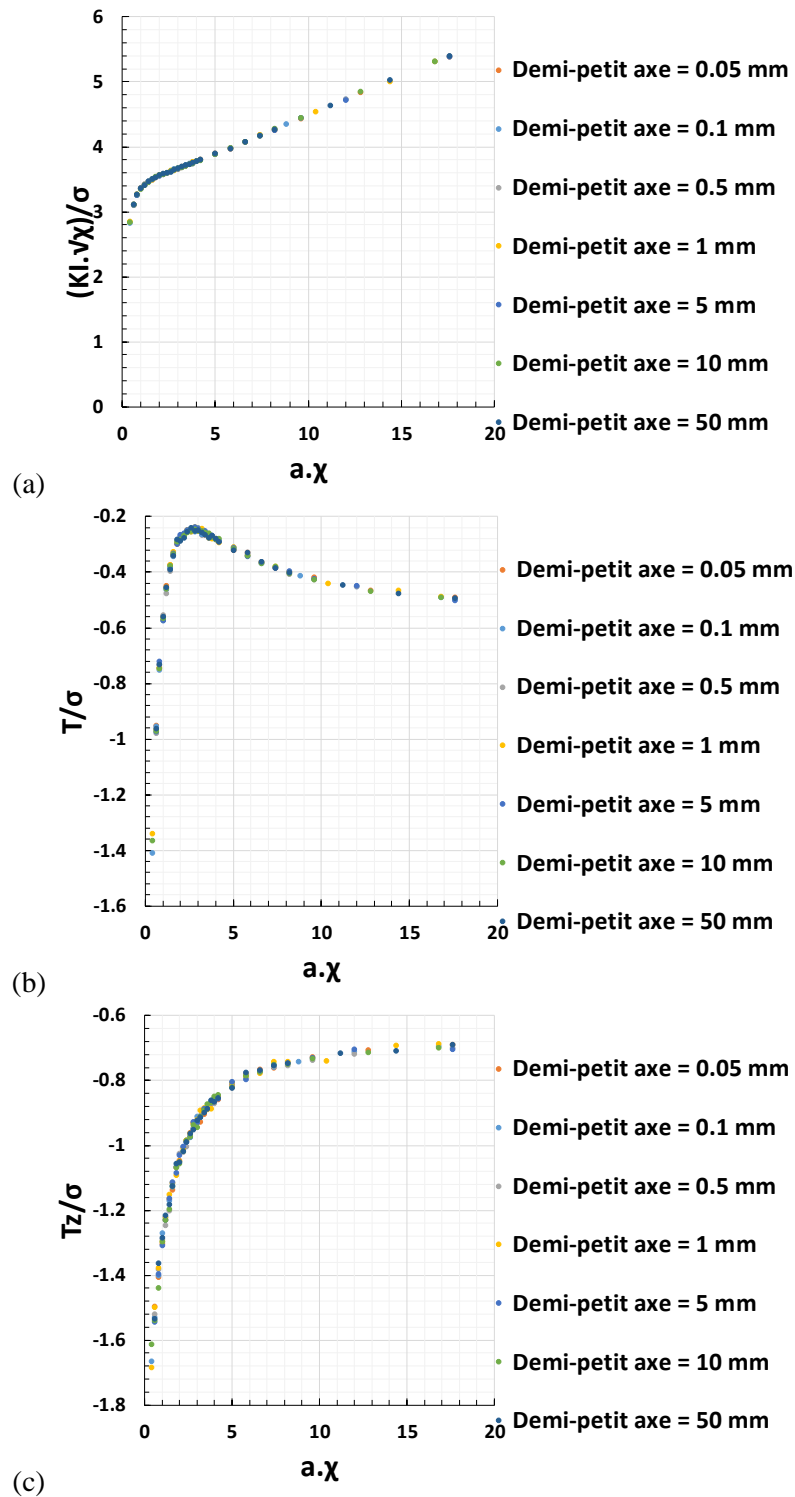 6
5
4
3
2
1
0
0 5 10 15 20
(KI.√χ)/σ
a.χ
Demi-petit axe = 0.05 mm
Demi-petit axe = 0.1 mm
Demi-petit axe = 0.5 mm
Demi-petit axe = 1 mm
Demi-petit axe = 5 mm
Demi-petit axe = 10 mm
Demi-petit axe = 50 mm
(a)
-0.2
-0.4
-0.6
-0.8
-1
-1.2
-1.4
-1.6
0 5 10 15 20
T/σ
a.χ
Demi-petit axe = 0.05 mm
Demi-petit axe = 0.1 mm
Demi-petit axe = 0.5 mm
Demi-petit axe = 1 mm
Demi-petit axe = 5 mm
Demi-petit axe = 10 mm
Demi-petit axe = 50 mm
(b)
-0.6
-0.8
-1
-1.2
-1.4
-1.6
-1.8
0 5 10 15 20
Tz/σ
a.χ
Demi-petit axe = 0.05 mm
Demi-petit axe = 0.1 mm
Demi-petit axe = 0.5 mm
Demi-petit axe = 1 mm
Demi-petit axe = 5 mm
Demi-petit axe = 10 mm
Demi-petit axe = 50 mm
(c)